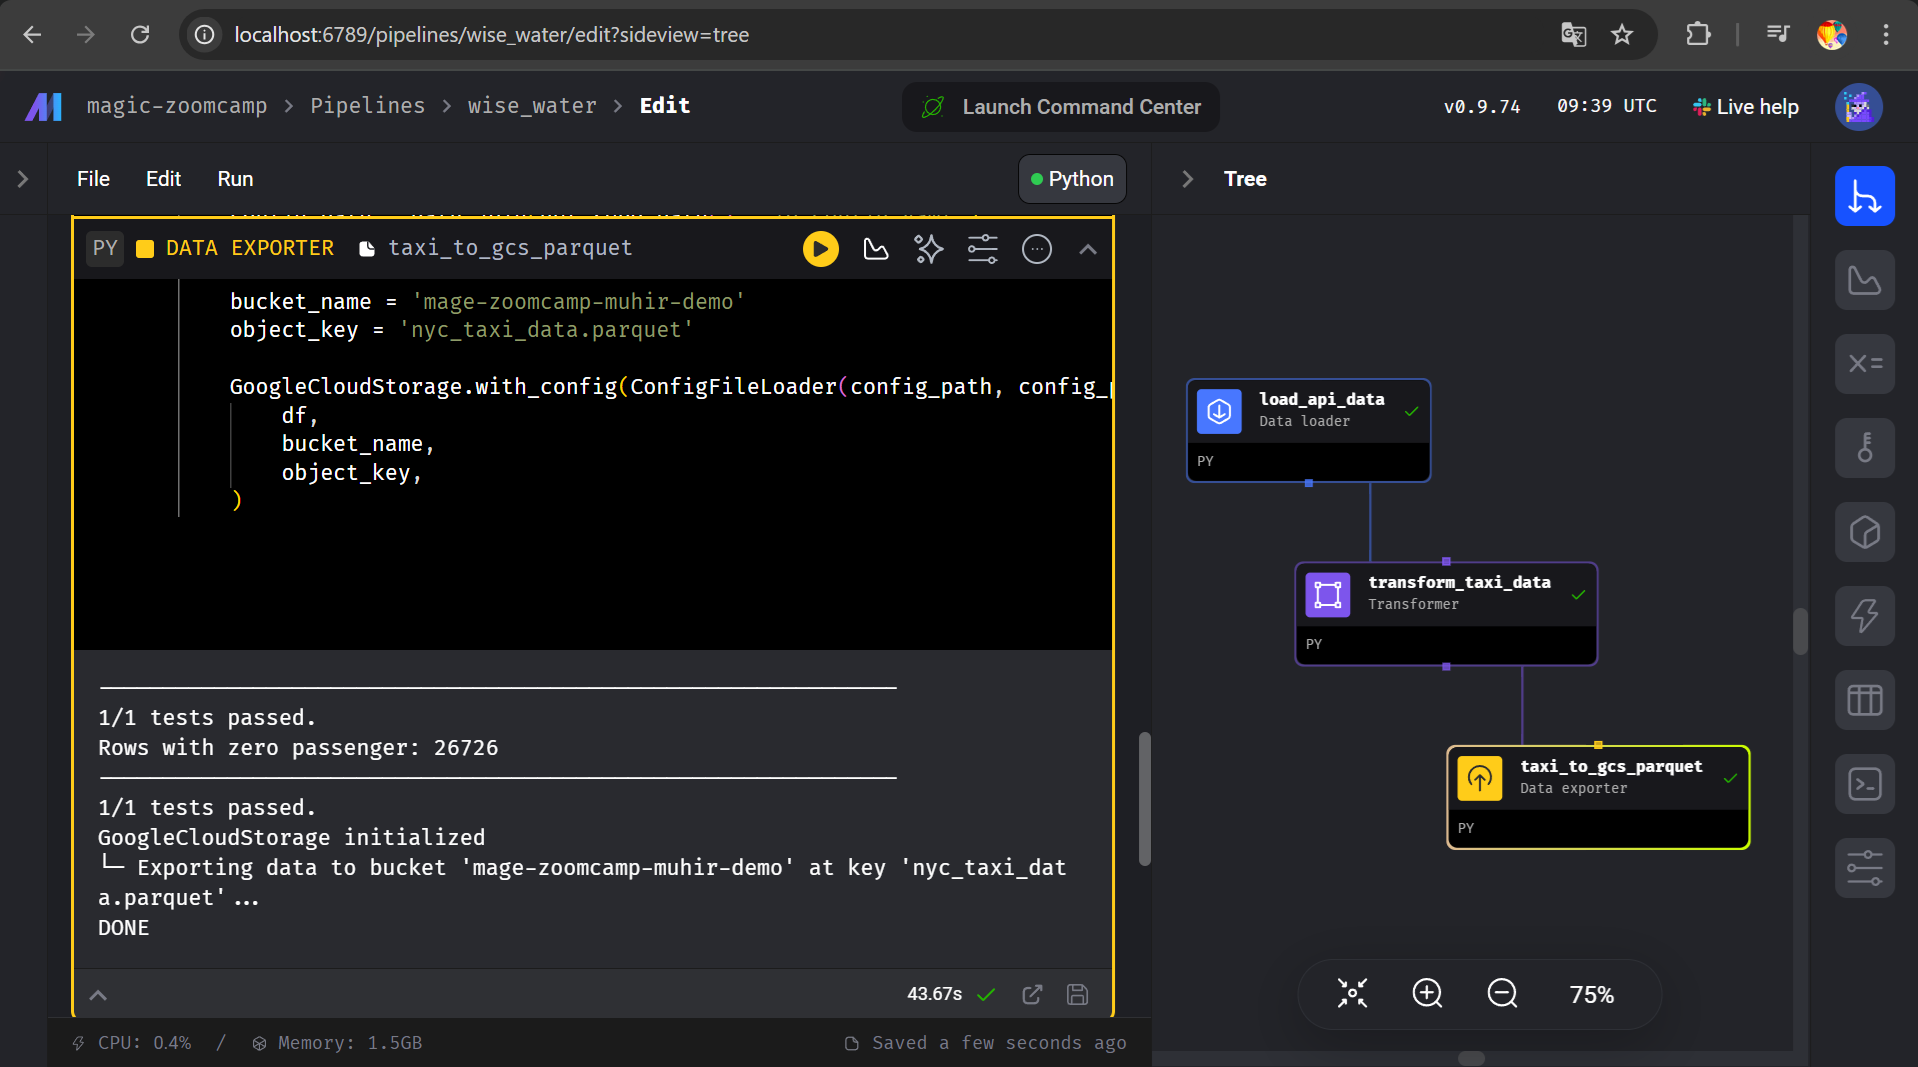 localhost:6789/pipelines/wise_water/edit?sideview=tree
magic-zoomcamp > Pipelines > wise_water > Edit
Launch Command Center
v0.9.74
09:39 UTC
Live help
File
Edit
Run
Python
Tree
PY
DATA EXPORTER
taxi_to_gcs_parquet
bucket_name = 'mage-zoomcamp-muhir-demo'
object_key = 'nyc_taxi_data.parquet'
GoogleCloudStorage.with_config(ConfigFileLoader(config_path, config_
df,
bucket_name,
object_key,
)
1/1 tests passed.
Rows with zero passenger: 26726
1/1 tests passed.
GoogleCloudStorage initialized
└─ Exporting data to bucket 'mage-zoomcamp-muhir-demo' at key 'nyc_taxi_dat
a.parquet'...
DONE
43.67s
CPU: 0.4% / Memory: 1.5GB
Saved a few seconds ago
load_api_data
Data loader
PY
transform_taxi_data
Transformer
PY
taxi_to_gcs_parquet
Data exporter
PY
75%